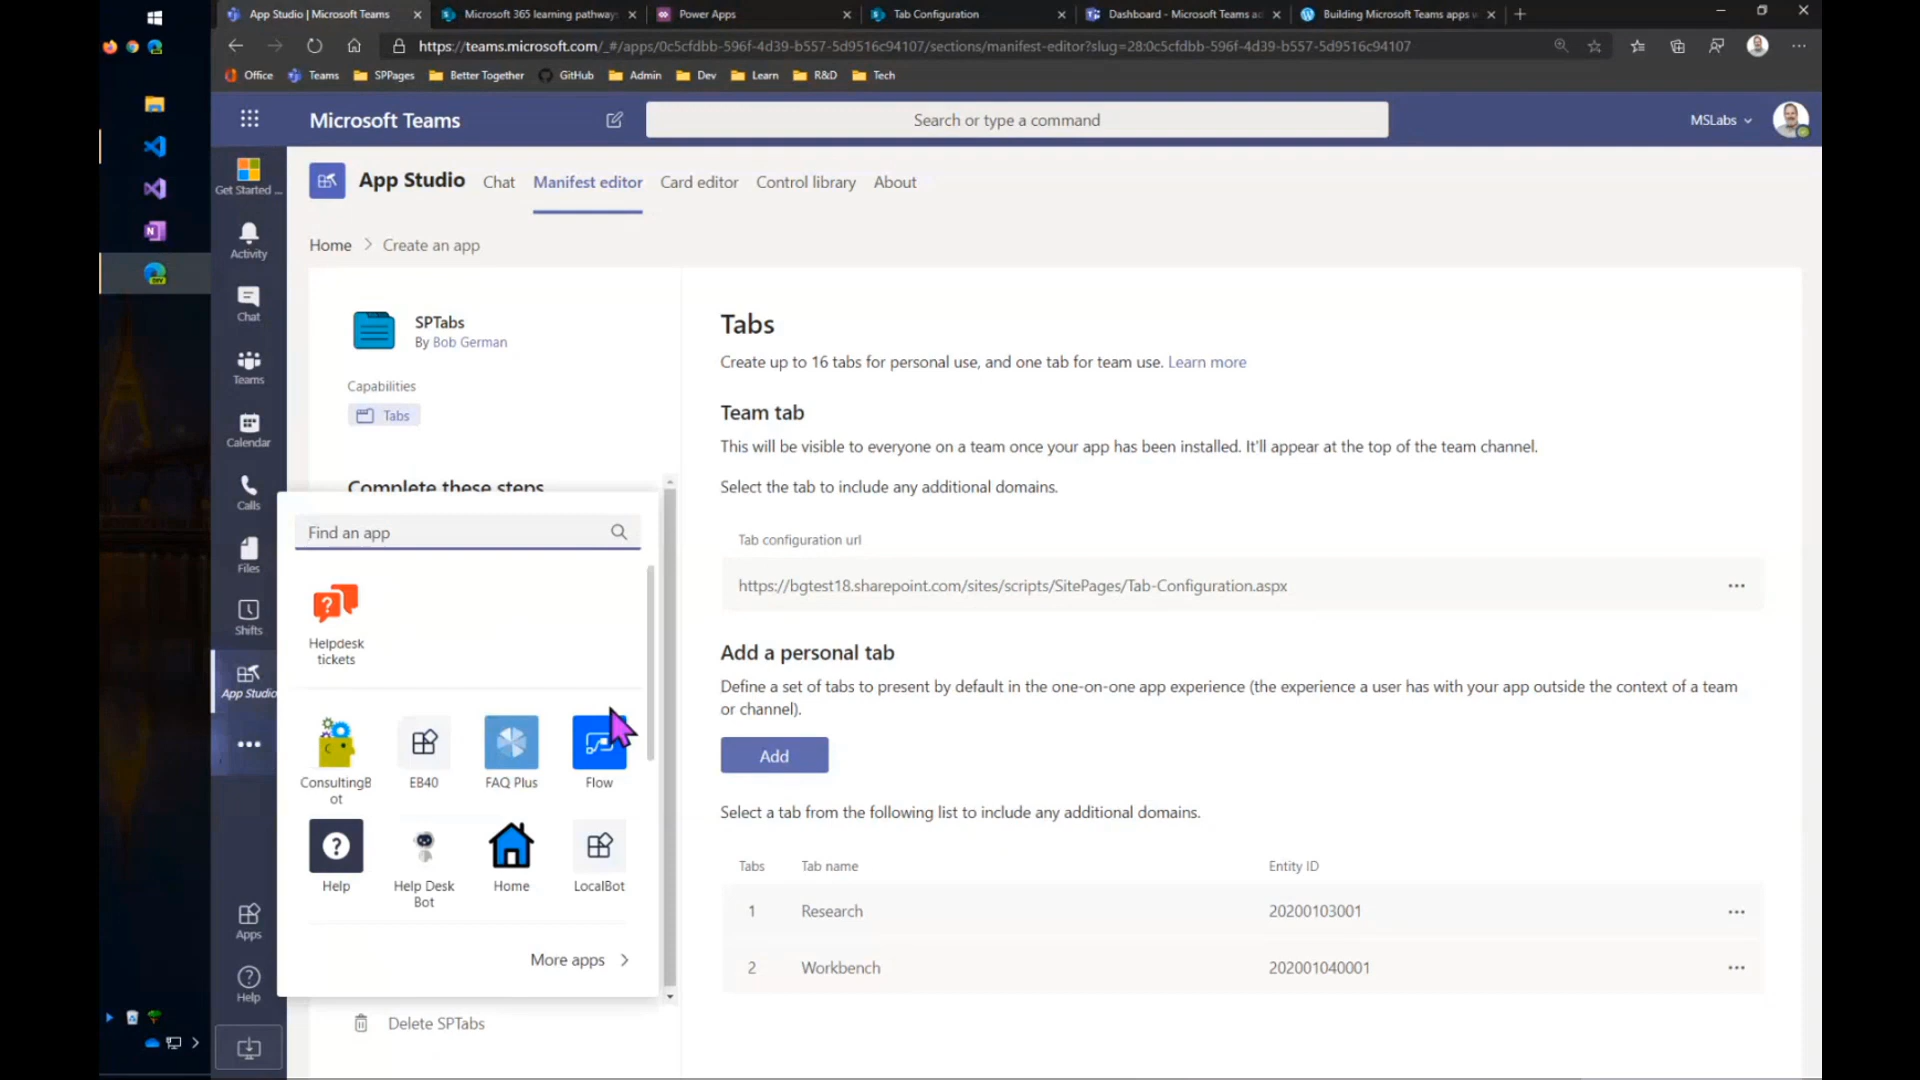 App Studio | Microsoft Teams
Microsoft 365 learning pathway
Power Apps
Tab Configuration
Dashboard - Microsoft Teams a
Building Microsoft Teams apps
https://teams.microsoft.com/_#/apps/0c5cfdbb-596f-4d39-b557-5d9516c94107/sections/manifest-editor?slug=28:0c5cfdbb-596f-4d39-b557-5d9516c94107
Office
Teams
SPPages
Better Together
GitHub
Admin
Dev
Learn
R&D
Tech
Microsoft Teams
Search or type a command
MSLabs
Get Started ...
Activity
Chat
Teams
Calendar
Calls
Files
Shifts
App Studio
Apps
Help
App Studio
Chat
Manifest editor
Card editor
Control library
About
Home > Create an app
SPTabs
By Bob German
Capabilities
Tabs
Complete these steps
Find an app
Helpdesk
tickets
ConsultingB
ot
EB40
FAQ Plus
Flow
Help
Help Desk
Bot
Home
LocalBot
More apps
Delete SPTabs
Tabs
Create up to 16 tabs for personal use, and one tab for team use. Learn more
Team tab
This will be visible to everyone on a team once your app has been installed. It'll appear at the top of the team channel.
Select the tab to include any additional domains.
Tab configuration url
https://bgtest18.sharepoint.com/sites/scripts/SitePages/Tab-Configuration.aspx
Add a personal tab
Define a set of tabs to present by default in the one-on-one app experience (the experience a user has with your app outside the context of a team
or channel).
Add
Select a tab from the following list to include any additional domains.
Tabs Tab name Entity ID
1 Research 20200103001
2 Workbench 202001040001